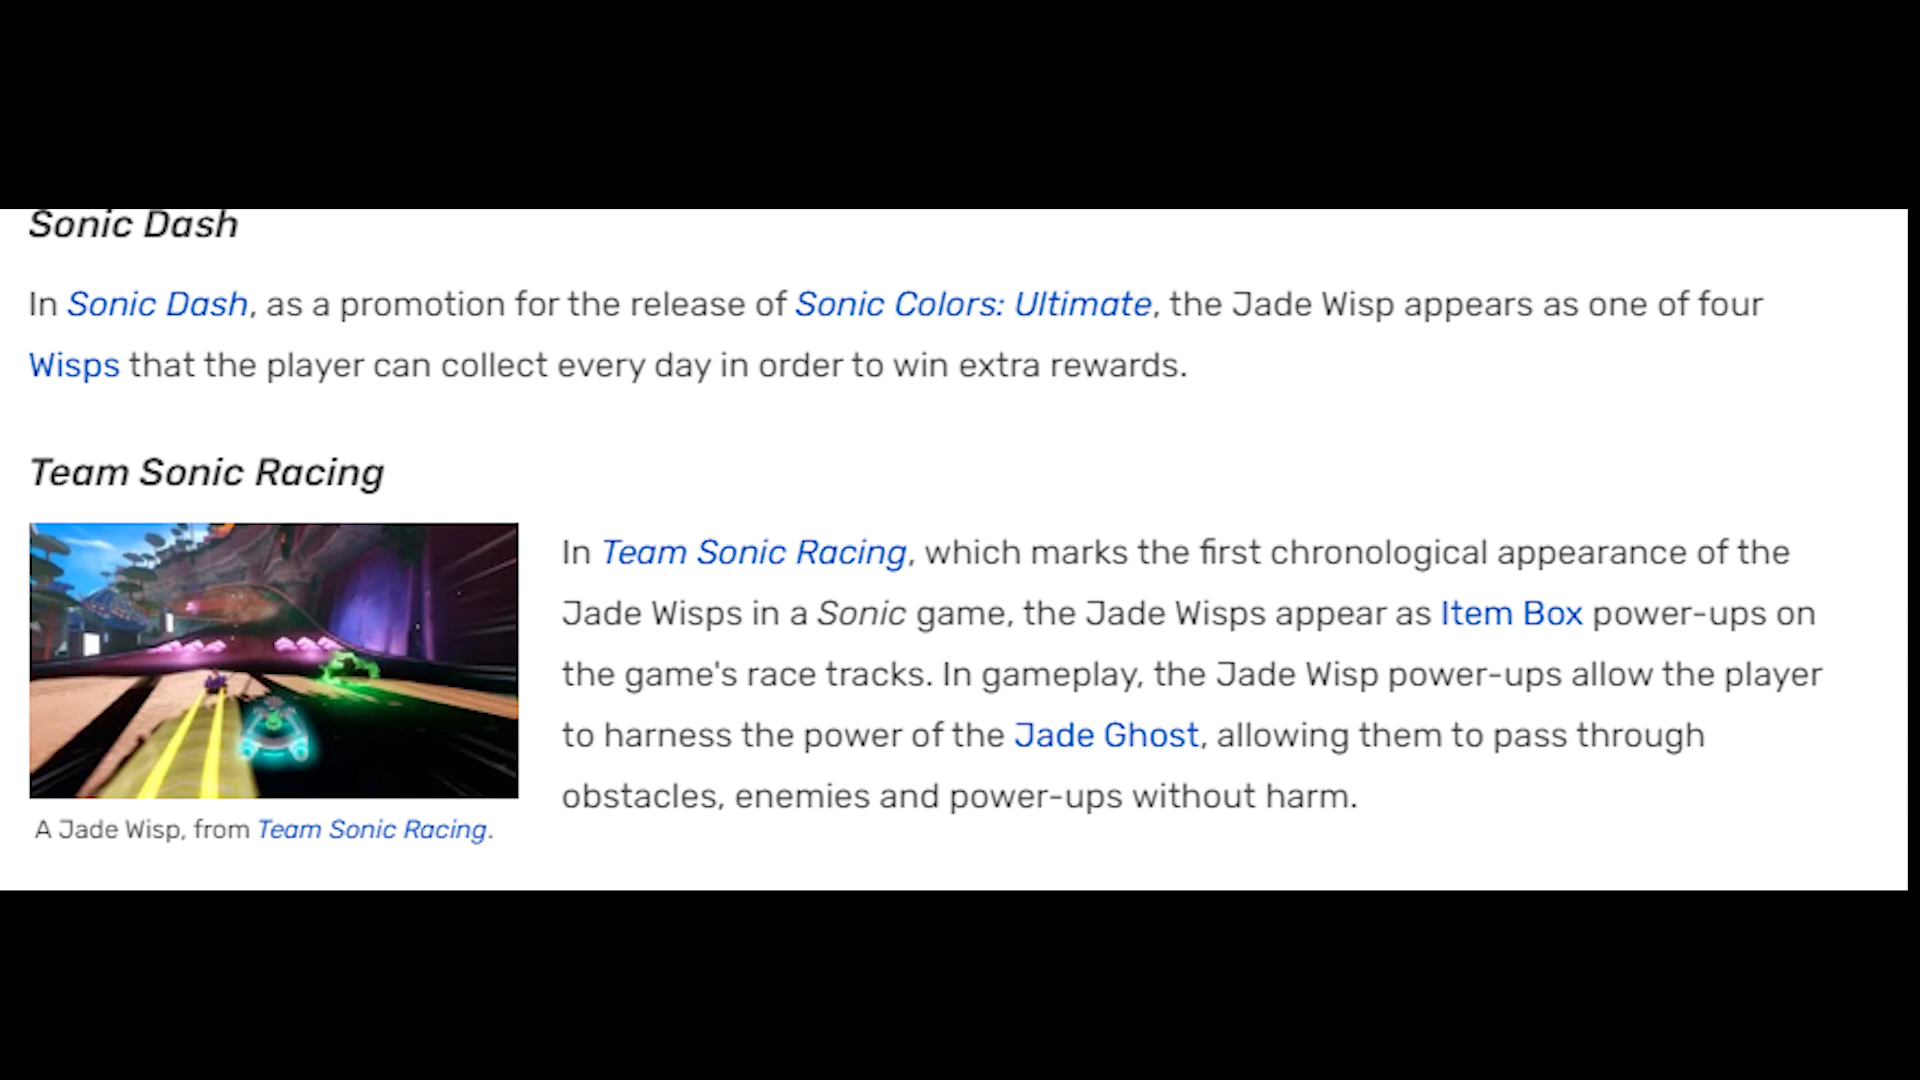 Sonic Dash
In Sonic Dash, as a promotion for the release of Sonic Colors: Ultimate, the Jade Wisp appears as one of four
Wisps that the player can collect every day in order to win extra rewards.
Team Sonic Racing
In Team Sonic Racing, which marks the first chronological appearance of the
Jade Wisps in a Sonic game, the Jade Wisps appear as Item Box power-ups on
the game's race tracks. In gameplay, the Jade Wisp power-ups allow the player
to harness the power of the Jade Ghost, allowing them to pass through
obstacles, enemies and power-ups without harm.
A Jade Wisp, from Team Sonic Racing.